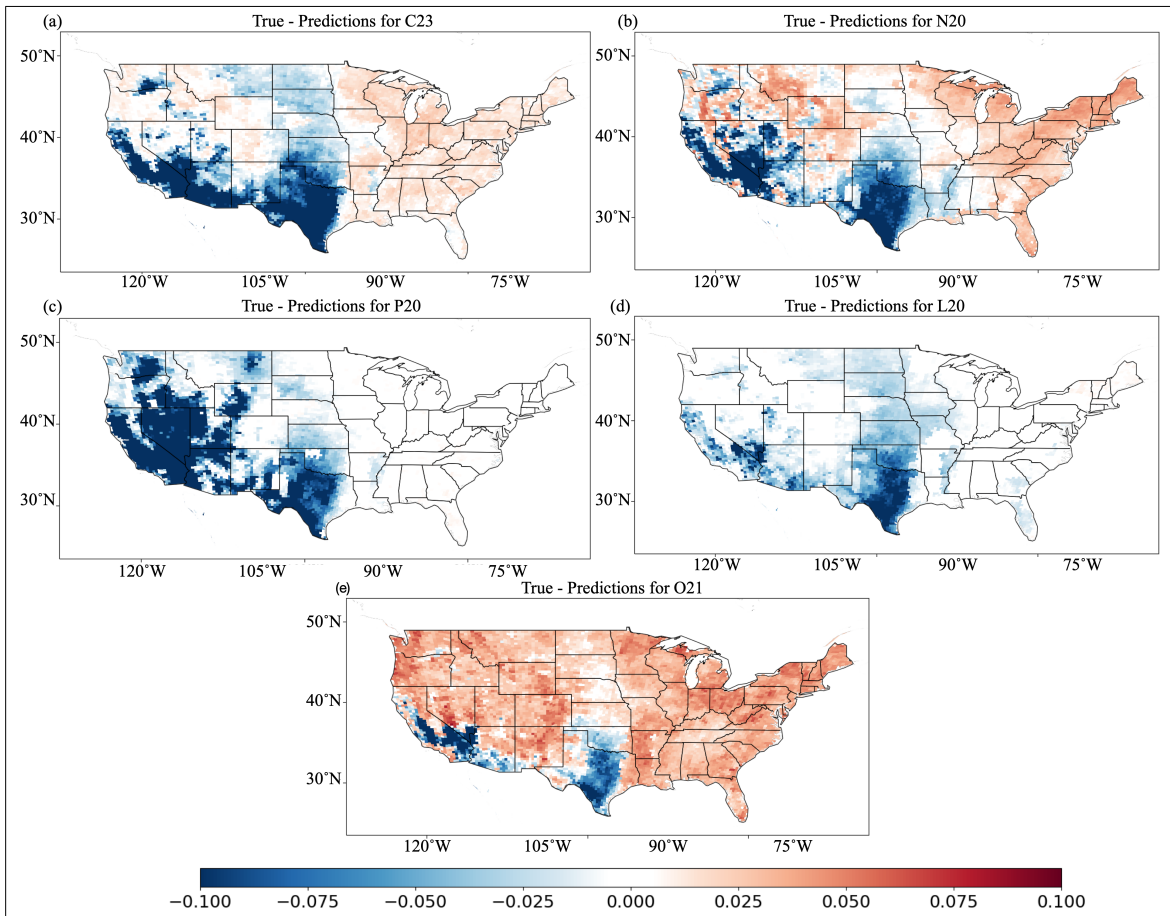 (a) True - Predictions for C23
50˚N
40˚N
30˚N
120˚W 105˚W 90˚W 75˚W
(b) True - Predictions for N20
50˚N
40˚N
30˚N
120˚W 105˚W 90˚W 75˚W
(c) True - Predictions for P20
50˚N
40˚N
30˚N
120˚W 105˚W 90˚W 75˚W
(d) True - Predictions for L20
50˚N
40˚N
30˚N
120˚W 105˚W 90˚W 75˚W
(e) True - Predictions for O21
50˚N
40˚N
30˚N
120˚W 105˚W 90˚W 75˚W
−0.100 −0.075 −0.050 −0.025 0.000 0.025 0.050 0.075 0.100